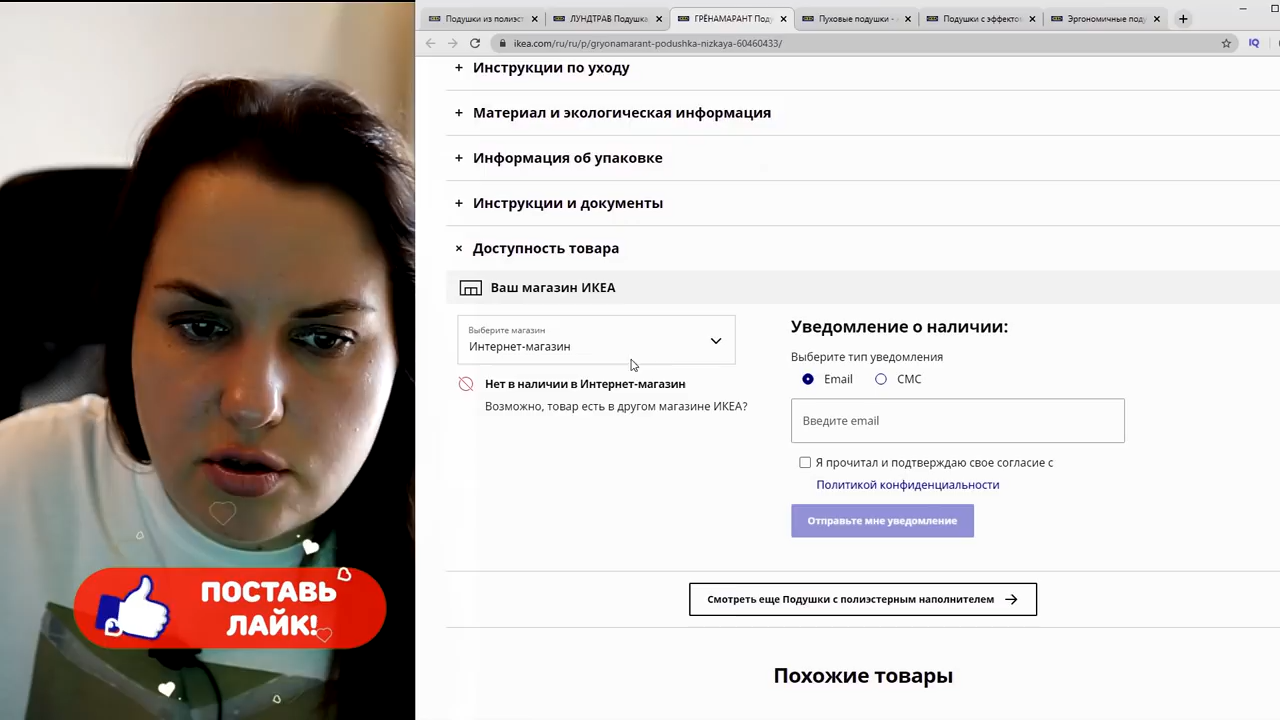 Подушки из полиэст
ЛУНДТРАВ Подушка
ГРЁНАМАРАНТ Поду
Пуховые подушки -
Подушки с эффекто
Эргономичные поду
ikea.com/ru/ru/p/gryonamarant-podushka-nizkaya-60460433/
+ Инструкции по уходу
+ Материал и экологическая информация
+ Информация об упаковке
+ Инструкции и документы
× Доступность товара
Ваш магазин ИКЕА
Выберите магазин
Интернет-магазин
Нет в наличии в Интернет-магазин
Возможно, товар есть в другом магазине ИКЕА?
Уведомление о наличии:
Выберите тип уведомления
Email СМС
Введите email
Я прочитал и подтверждаю свое согласие с
Политикой конфиденциальности
Отправьте мне уведомление
Смотреть еще Подушки с полиэстерным наполнителем
Похожие товары
ПОСТАВЬ
ЛАЙК!